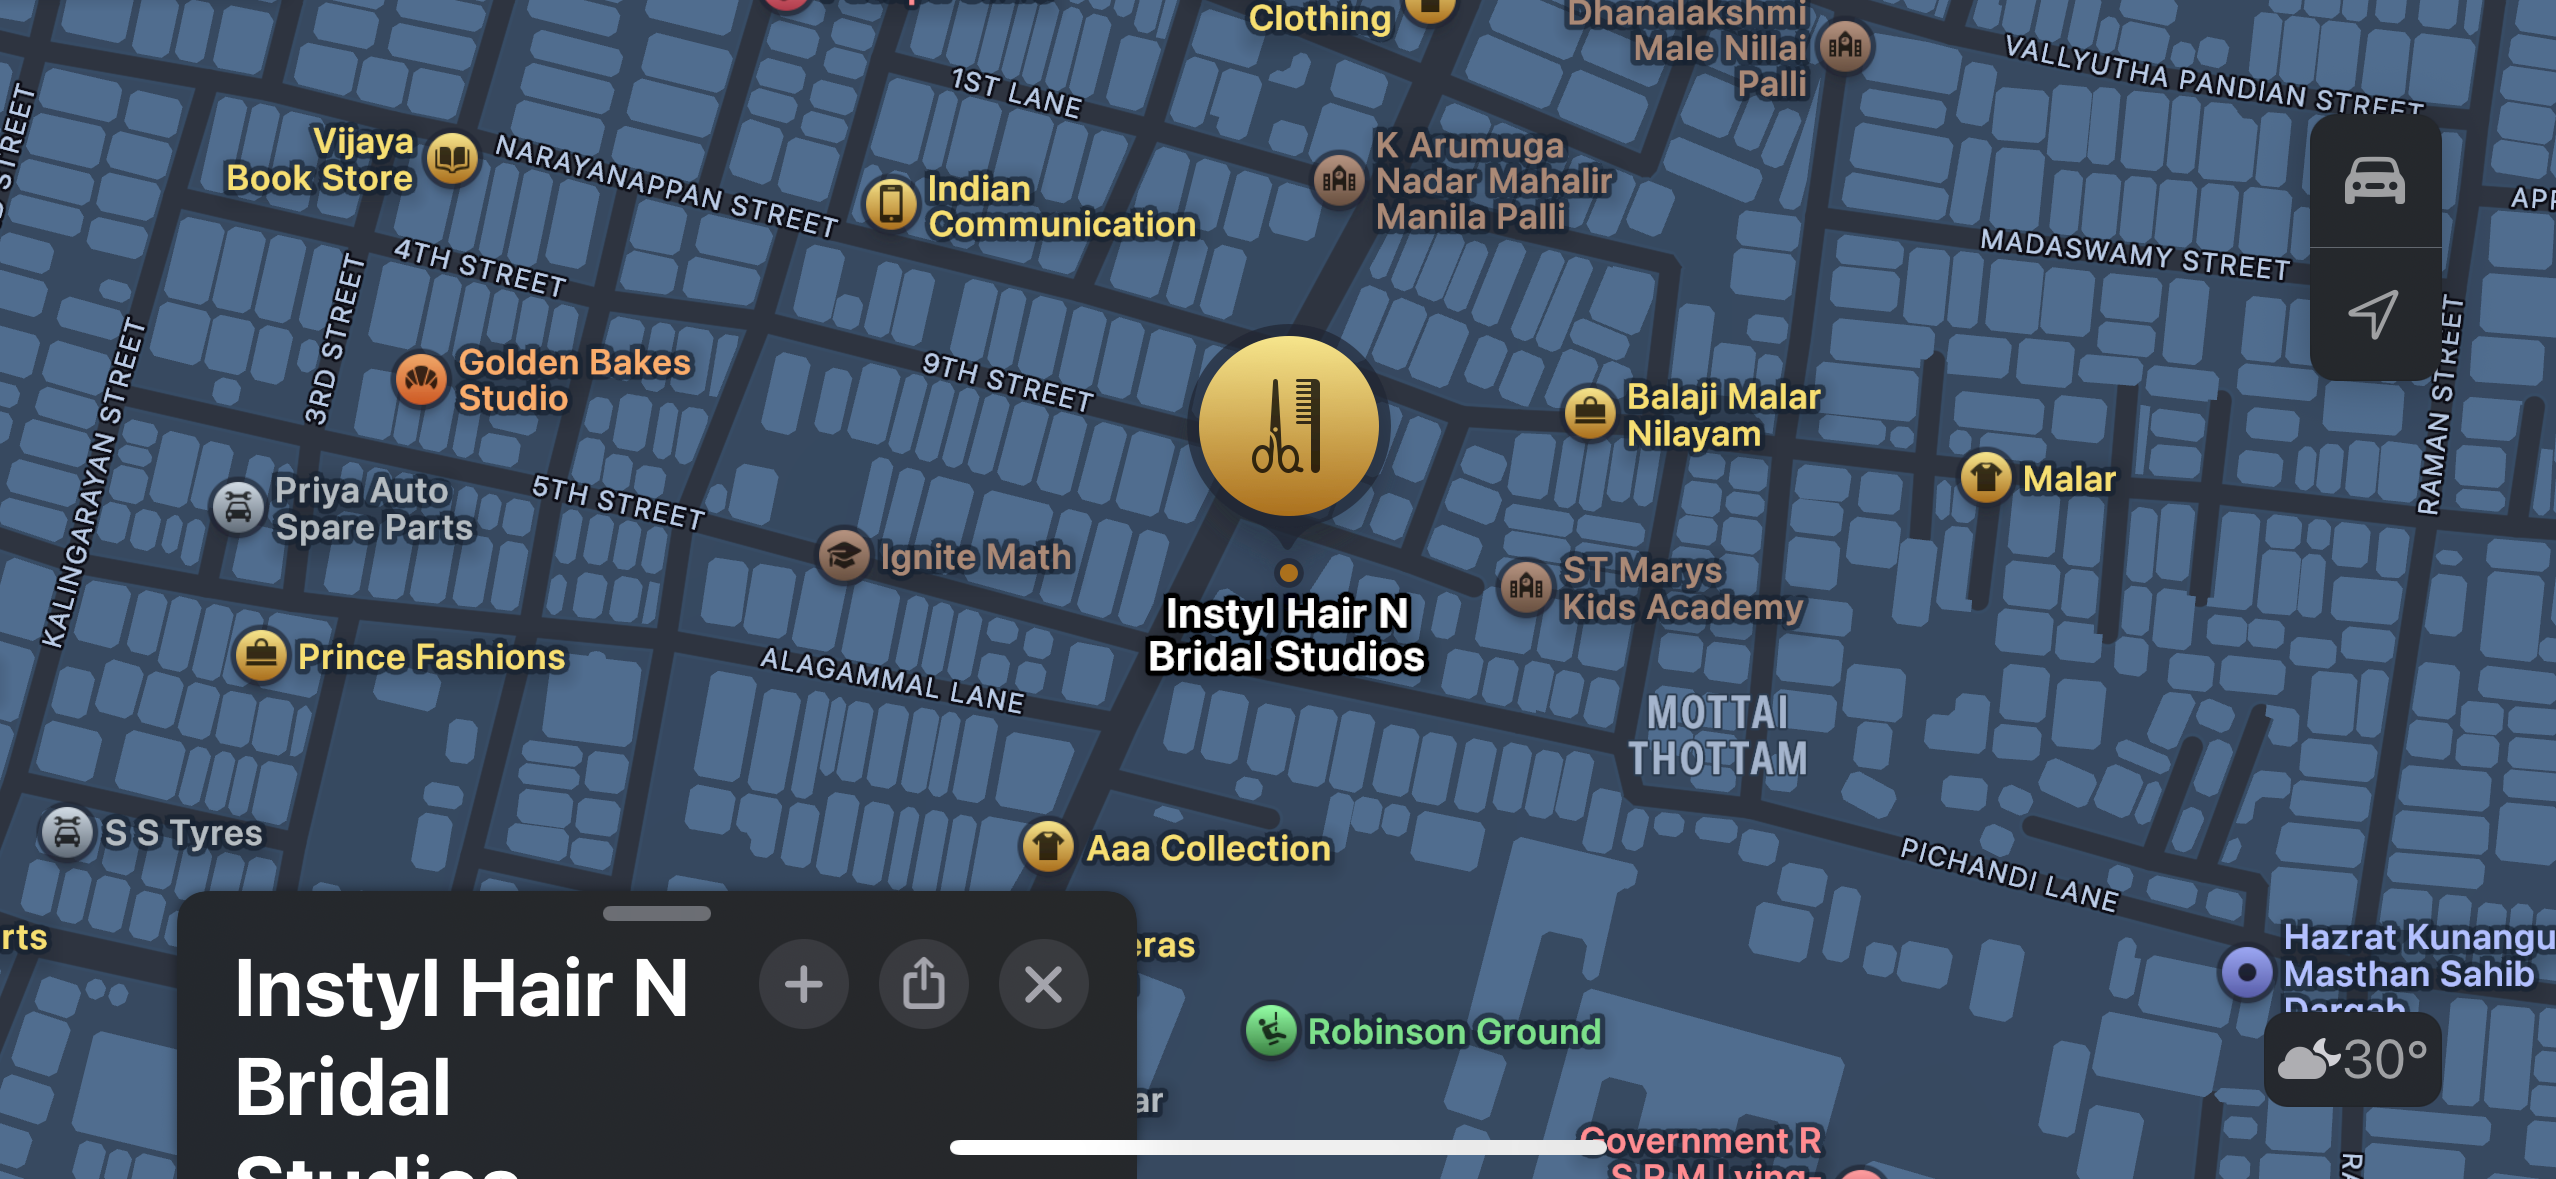 Clothing
Dhanalakshmi
Male Nillai
Palli
VALLYUTHA PANDIAN STREET
1ST LANE
Vijaya
Book Store
NARAYANAPPAN STREET
Indian
Communication
K Arumuga
Nadar Mahalir
Manila Palli
STREET
4TH STREET
MADASWAMY STREET
3RD STREET
KALINGARAYAN STREET
Golden Bakes
Studio
9TH STREET
Balaji Malar
Nilayam
Malar
RAMAN STREET
Priya Auto
Spare Parts
5TH STREET
Ignite Math
ST Marys
Kids Academy
Instyl Hair N
Bridal Studios
Prince Fashions
ALAGAMMAL LANE
MOTTAI
THOTTAM
S S Tyres
Aaa Collection
PICHANDI LANE
rts
eras
Hazrat Kunangu
Masthan Sahib
Dargah
Instyl Hair N
Bridal
Studios
Robinson Ground
30°
ar
Government R
S R M Lying-